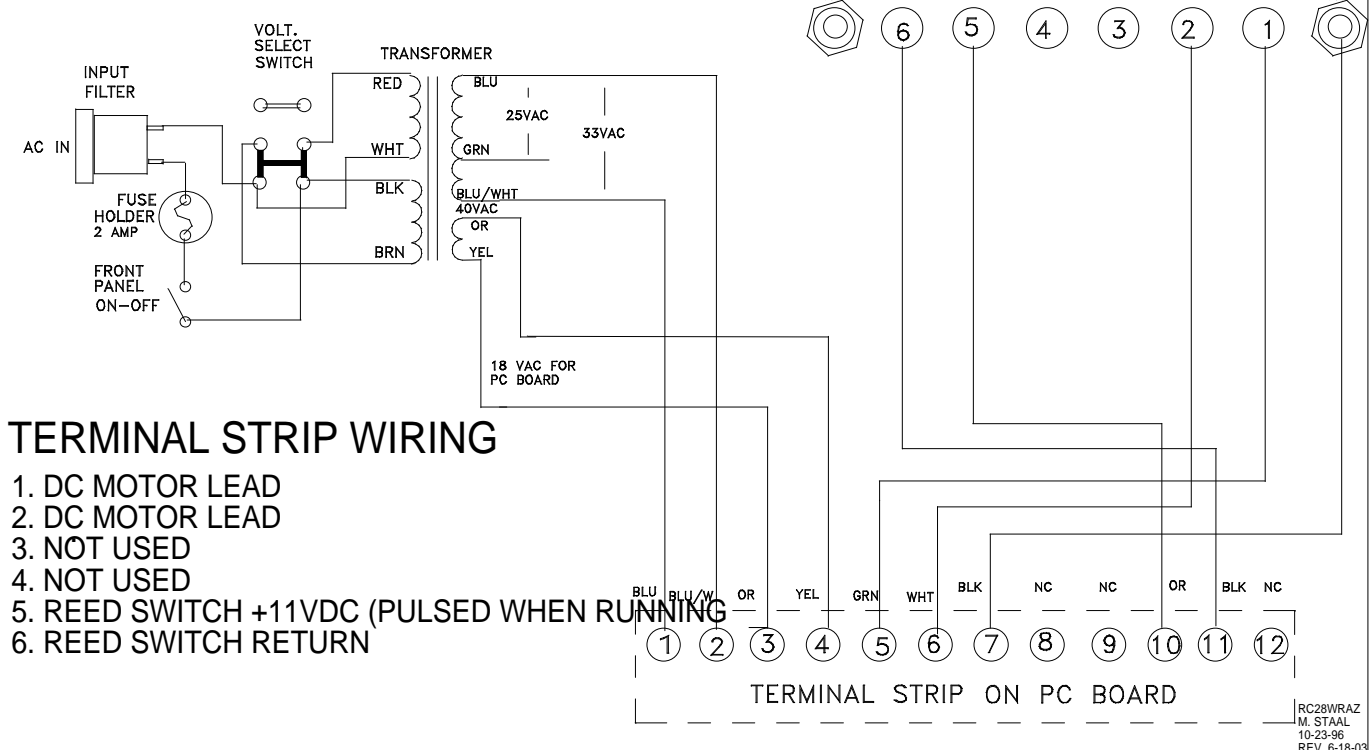 6 5 4 3 2 1
VOLT.
SELECT
SWITCH
TRANSFORMER
INPUT
FILTER
AC IN
FUSE
HOLDER
2 AMP
FRONT
PANEL
ON-OFF
RED
WHT
BLK
BRN
BLU
25VAC
33VAC
GRN
BLU/WHT
40VAC
OR
YEL
18 VAC FOR
PC BOARD
TERMINAL STRIP WIRING
1. DC MOTOR LEAD
2. DC MOTOR LEAD
3. NOT USED
4. NOT USED
5. REED SWITCH +11VDC (PULSED WHEN RUNNING
6. REED SWITCH RETURN
BLU BLU/W OR YEL GRN WHT BLK NC NC OR BLK NC
1 2 3 4 5 6 7 8 9 10 11 12
TERMINAL STRIP ON PC BOARD
RC28WRAZ
M. STAAL
10-23-96
REV. 6-18-03